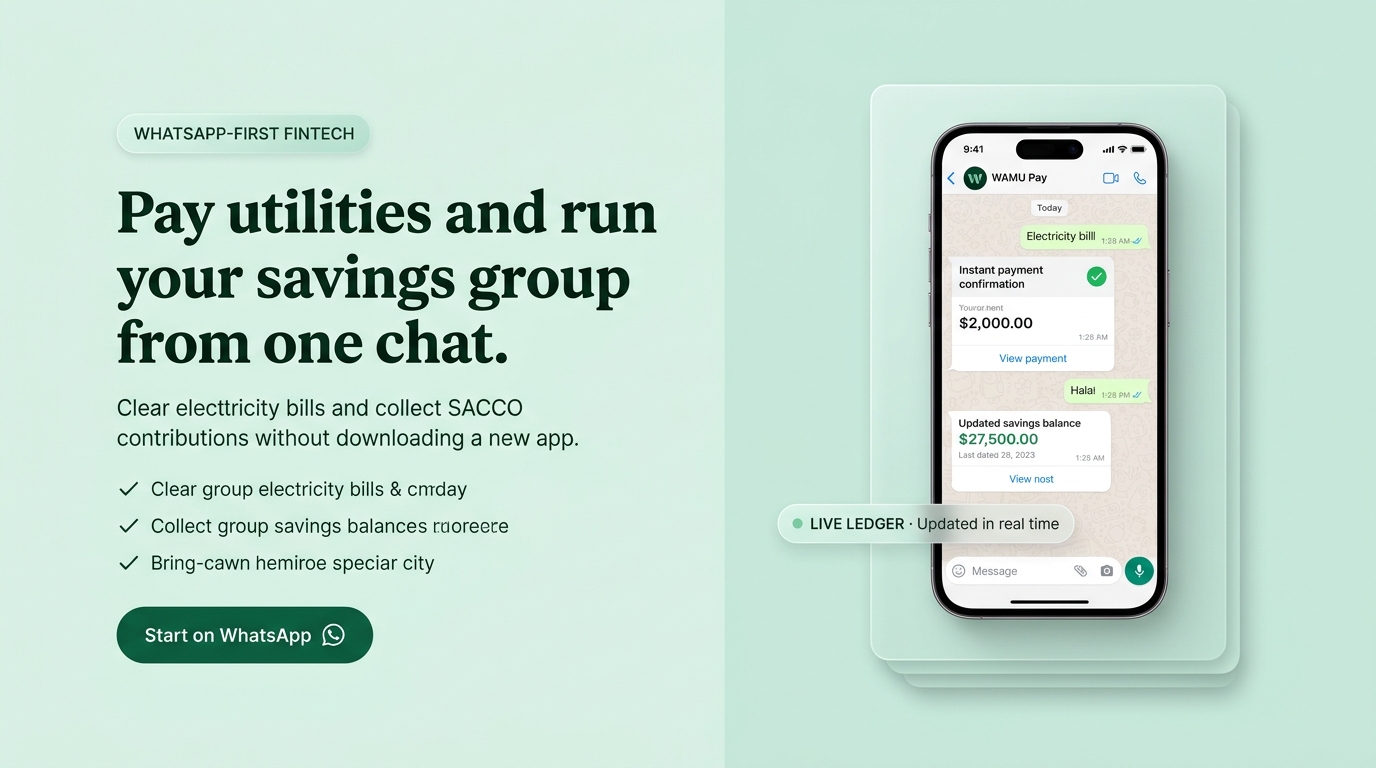 WHATSAPP-FIRST FINTECH
Pay utilities and run
your savings group
from one chat.
Clear electtricity bills and collect SACCO
contributions without downloading a new app.
Clear group electricity bills & cmday
Collect group savings balances
Bring-cawn hemiroe speciar city
Start on WhatsApp
9:41
W WAMU Pay
Today
Electricity billl 1:28 AM
Instant payment
confirmation
$2,000.00
1:28 AM
View payment
Hala! 1:28 PM
Updated savings balance
$27,500.00
Last dated 28, 2023 1:25 AM
View nost
LIVE LEDGER · Updated in real time
Message